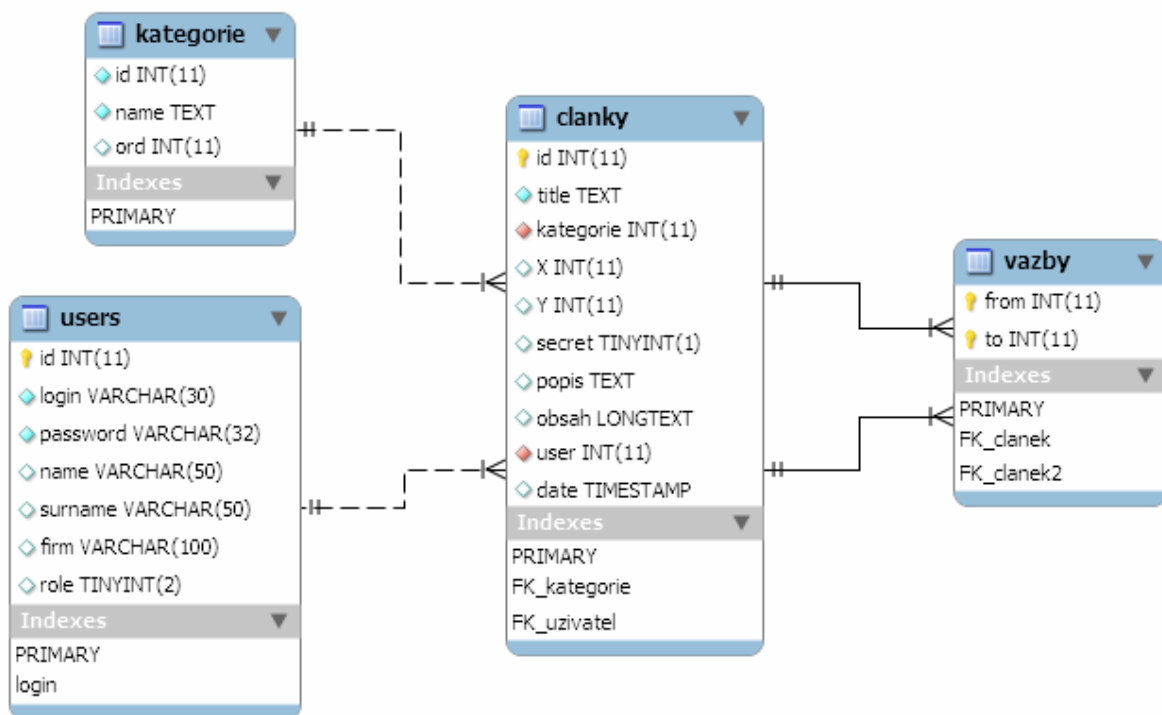 kategorie
id INT(11)
name TEXT
ord INT(11)
Indexes
PRIMARY
users
id INT(11)
login VARCHAR(30)
password VARCHAR(32)
name VARCHAR(50)
surname VARCHAR(50)
firm VARCHAR(100)
role TINYINT(2)
Indexes
PRIMARY
login
clanky
id INT(11)
title TEXT
kategorie INT(11)
X INT(11)
Y INT(11)
secret TINYINT(1)
popis TEXT
obsah LONGTEXT
user INT(11)
date TIMESTAMP
Indexes
PRIMARY
FK_kategorie
FK_uzivatel
vazby
from INT(11)
to INT(11)
Indexes
PRIMARY
FK_clanek
FK_clanek2